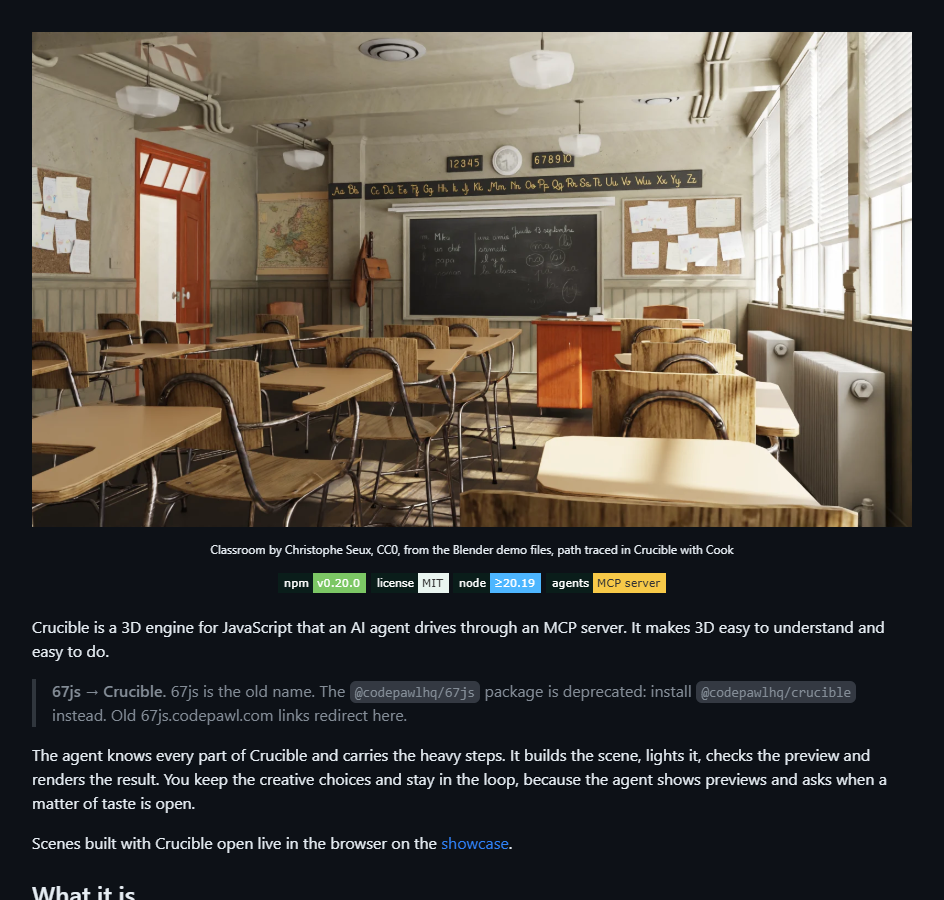 12345
678910
Aa Bb Cc Dd Ee Ff Gg Hh Ii Jj Kk Mm Nn Oo Pp Qq Rr Ss Tt Uu Vv Ww Xx Yy Zz
Jeudi 13 septembre
un chat
papa
Classroom by Christophe Seux, CC0, from the Blender demo files, path traced in Crucible with Cook
npm v0.20.0 license MIT node ≥20.19 agents MCP server
Crucible is a 3D engine for JavaScript that an AI agent drives through an MCP server. It makes 3D easy to understand and
easy to do.
67js → Crucible. 67js is the old name. The @codepawlhq/67js package is deprecated: install @codepawlhq/crucible
instead. Old 67js.codepawl.com links redirect here.
The agent knows every part of Crucible and carries the heavy steps. It builds the scene, lights it, checks the preview and
renders the result. You keep the creative choices and stay in the loop, because the agent shows previews and asks when a
matter of taste is open.
Scenes built with Crucible open live in the browser on the showcase.
What it is